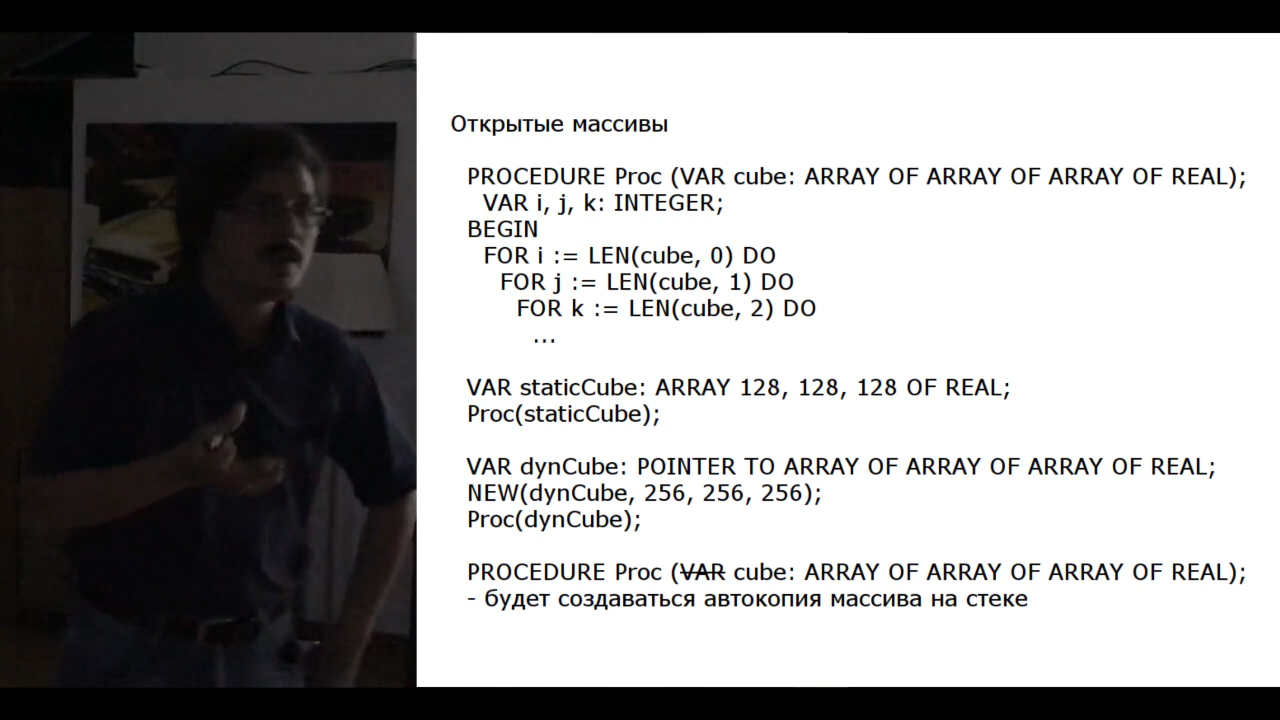 Открытые массивы
PROCEDURE Proc (VAR cube: ARRAY OF ARRAY OF ARRAY OF REAL);
VAR i, j, k: INTEGER;
BEGIN
FOR i := LEN(cube, 0) DO
FOR j := LEN(cube, 1) DO
FOR k := LEN(cube, 2) DO
...
VAR staticCube: ARRAY 128, 128, 128 OF REAL;
Proc(staticCube);
VAR dynCube: POINTER TO ARRAY OF ARRAY OF ARRAY OF REAL;
NEW(dynCube, 256, 256, 256);
Proc(dynCube);
PROCEDURE Proc (VAR cube: ARRAY OF ARRAY OF ARRAY OF REAL);
- будет создаваться автокопия массива на стеке